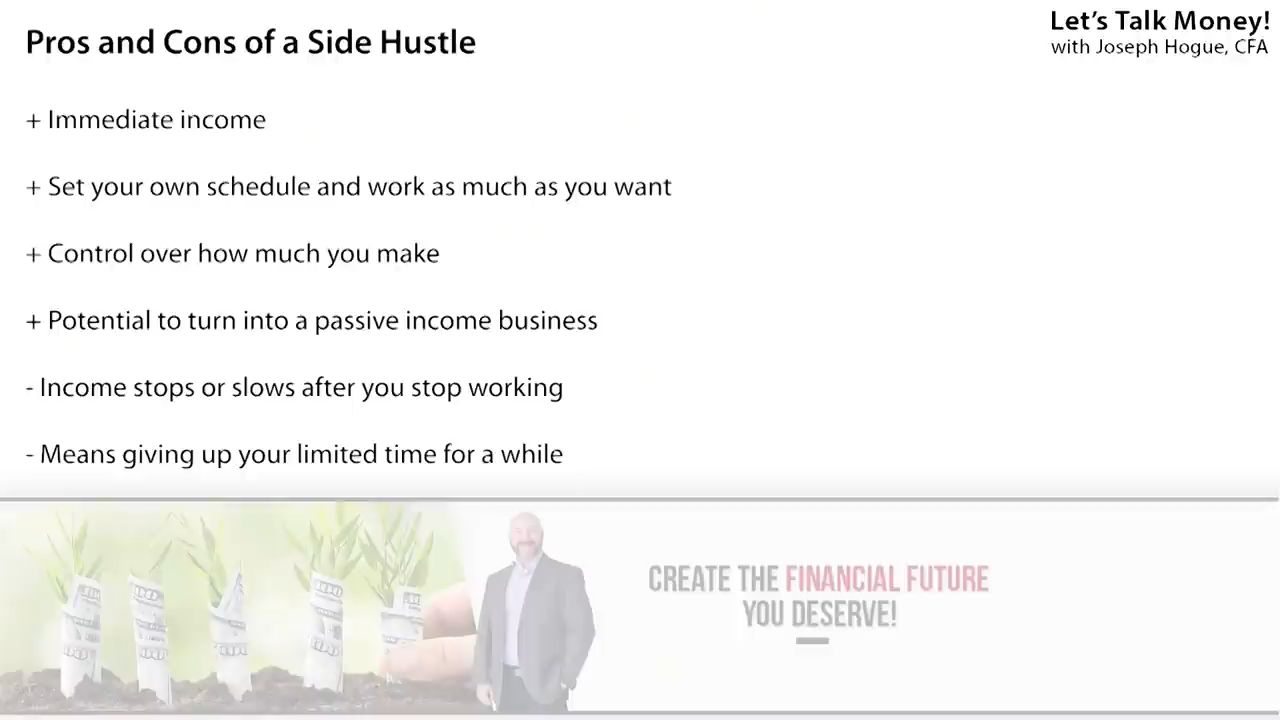 Pros and Cons of a Side Hustle
Let's Talk Money!
with Joseph Hogue, CFA
+ Immediate income
+ Set your own schedule and work as much as you want
+ Control over how much you make
+ Potential to turn into a passive income business
- Income stops or slows after you stop working
- Means giving up your limited time for a while
CREATE THE FINANCIAL FUTURE
YOU DESERVE!